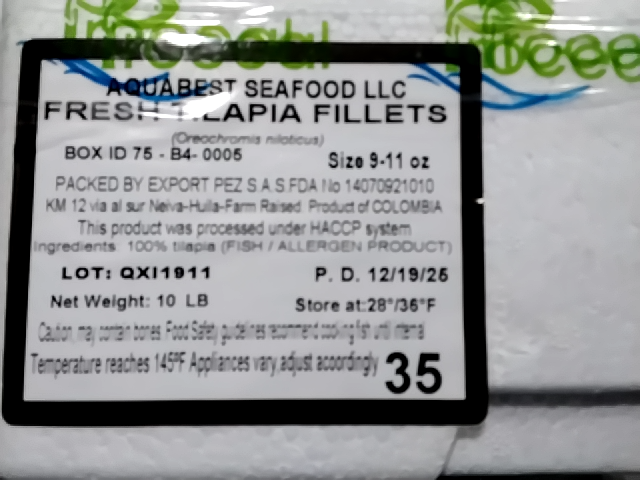 AQUABEST SEAFOOD LLC
FRESH TILAPIA FILLETS
(Oreochromis niloticus)
BOX ID 75 - B4- 0005
Size 9-11 oz
PACKED BY EXPORT PEZ S.A.S.FDA No 14070921010
KM 12 via al sur Neiva-Huila-Farm Raised. Product of COLOMBIA
This product was processed under HACCP system
Ingredients: 100% tilapia (FISH / ALLERGEN PRODUCT)
LOT: QXI1911
P. D. 12/19/25
Net Weight: 10 LB
Store at:28°/36°F
Caution, may contain bones. Food Safety guidelines recommend cooking fish until internal
Temperature reaches 145ºF Appliances vary,adjust acoordingly
35